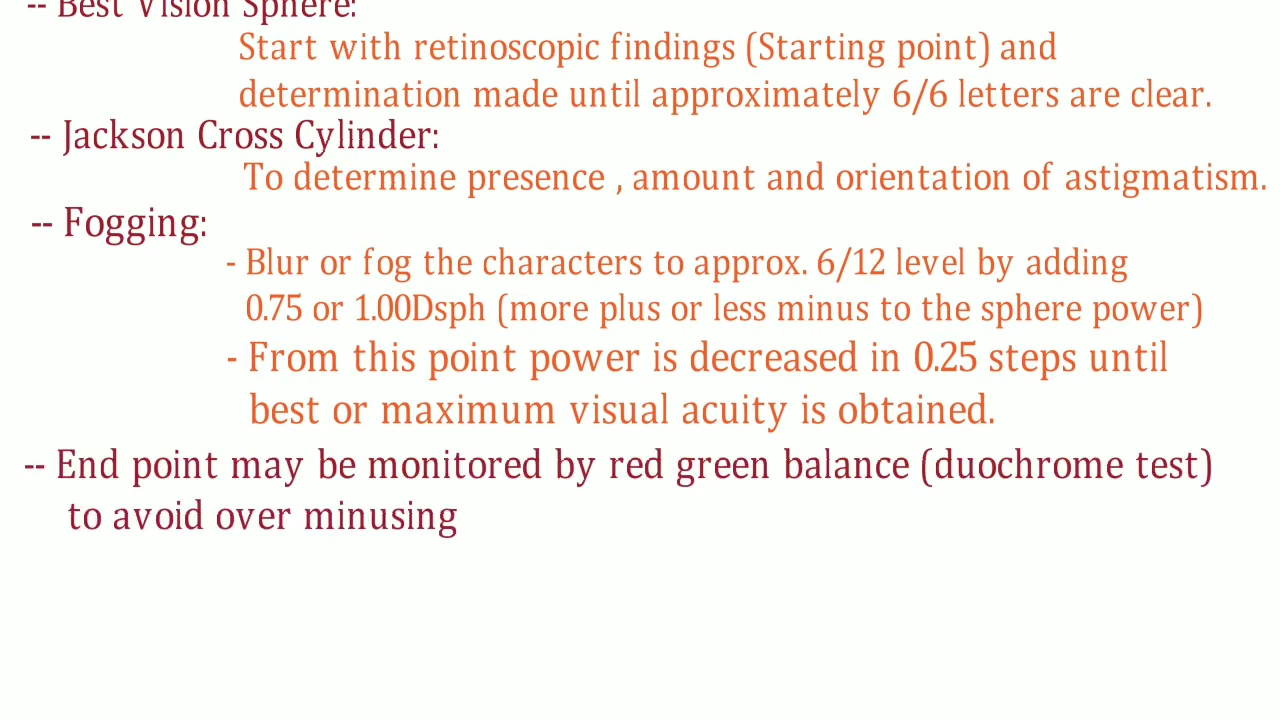 -- Best Vision Sphere:
Start with retinoscopic findings (Starting point) and
determination made until approximately 6/6 letters are clear.
-- Jackson Cross Cylinder:
To determine presence , amount and orientation of astigmatism.
-- Fogging:
- Blur or fog the characters to approx. 6/12 level by adding
0.75 or 1.00Dsph (more plus or less minus to the sphere power)
- From this point power is decreased in 0.25 steps until
best or maximum visual acuity is obtained.
-- End point may be monitored by red green balance (duochrome test)
to avoid over minusing